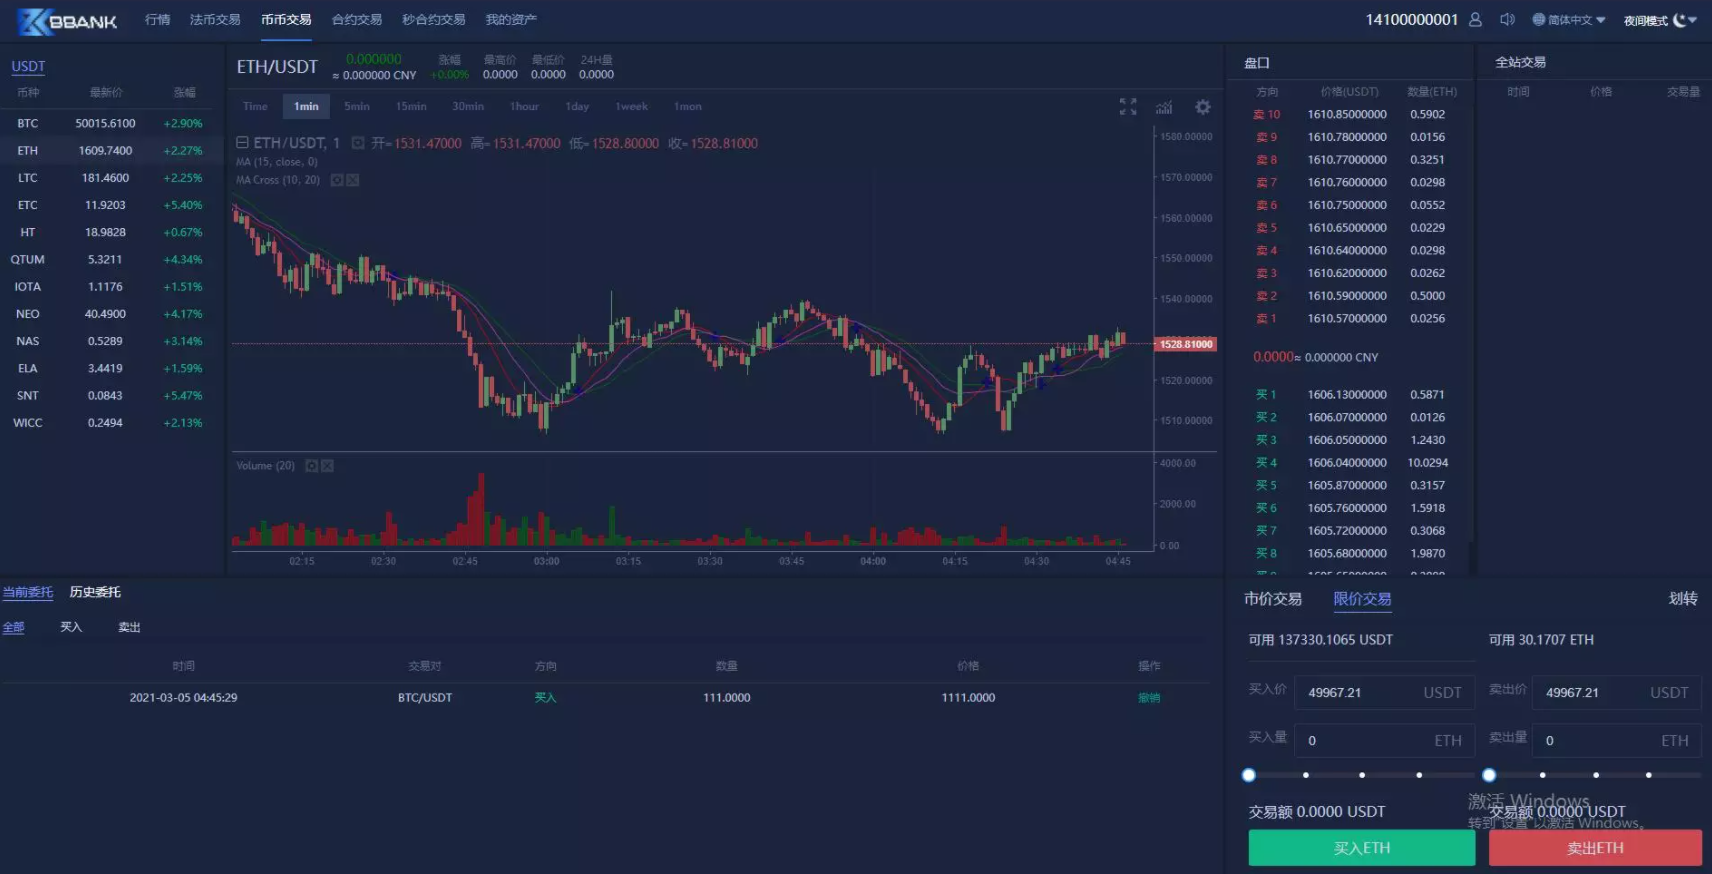 BBANK 行情 法币交易 币币交易 合约交易 秒合约交易 我的资产 14100000001 简体中文 夜间模式
USDT
币种 最新价 涨幅
BTC 50015.6100 +2.90%
ETH 1609.7400 +2.27%
LTC 181.4600 +2.25%
ETC 11.9203 +5.40%
HT 18.9828 +0.67%
QTUM 5.3211 +4.34%
IOTA 1.1176 +1.51%
NEO 40.4900 +4.17%
NAS 0.5289 +3.14%
ELA 3.4419 +1.59%
SNT 0.0843 +5.47%
WICC 0.2494 +2.13%
ETH/USDT 0.000000 涨幅 最高价 最低价 24H量
≈ 0.000000 CNY +0.00% 0.0000 0.0000 0.0000
Time 1min 5min 15min 30min 1hour 1day 1week 1mon
ETH/USDT, 1 开=1531.47000 高=1531.47000 低=1528.80000 收=1528.81000
MA (15, close, 0)
MA Cross (10, 20)
1580.00000
1570.00000
1560.00000
1550.00000
1540.00000
1528.81000
1520.00000
1510.00000
Volume (20)
4000.00
2000.00
0.00
02:15 02:30 02:45 03:00 03:15 03:30 03:45 04:00 04:15 04:30 04:45
盘口
方向 价格(USDT) 数量(ETH)
卖 10 1610.85000000 0.5902
卖 9 1610.78000000 0.0156
卖 8 1610.77000000 0.3251
卖 7 1610.76000000 0.0298
卖 6 1610.75000000 0.0552
卖 5 1610.65000000 0.0229
卖 4 1610.64000000 0.0298
卖 3 1610.62000000 0.0262
卖 2 1610.59000000 0.5000
卖 1 1610.57000000 0.0256
0.0000≈ 0.000000 CNY
买 1 1606.13000000 0.5871
买 2 1606.07000000 0.0126
买 3 1606.05000000 1.2430
买 4 1606.04000000 10.0294
买 5 1605.87000000 0.3157
买 6 1605.76000000 1.5918
买 7 1605.72000000 0.3068
买 8 1605.68000000 1.9870
全站交易
时间 价格 交易量
当前委托 历史委托
全部 买入 卖出
时间 交易对 方向 数量 价格 操作
2021-03-05 04:45:29 BTC/USDT 买入 111.0000 1111.0000 撤销
市价交易 限价交易 划转
可用 137330.1065 USDT 可用 30.1707 ETH
买入价 49967.21 USDT 卖出价 49967.21 USDT
买入量 0 ETH 卖出量 0 ETH
激活 Windows
交易额 0.0000 USDT 交易额 0.0000 USDT
转到"设置"以激活 Windows。
买入ETH 卖出ETH